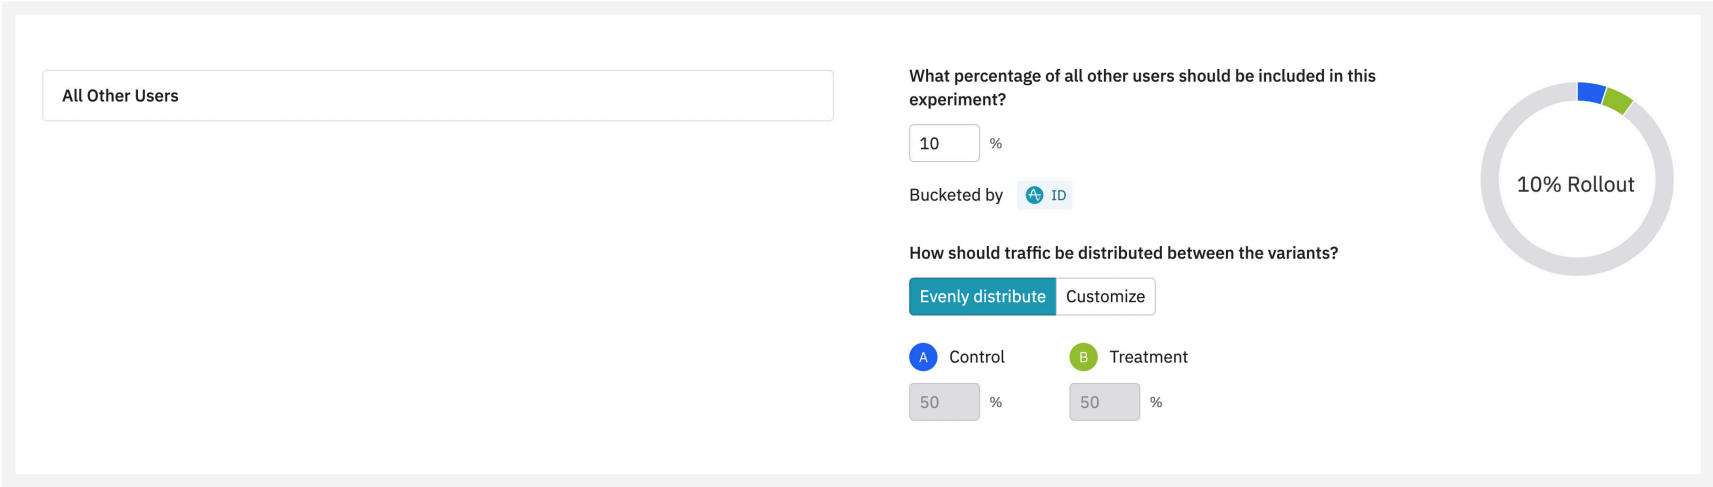 All Other Users
What percentage of all other users should be included in this
experiment?
10 %
Bucketed by ID
How should traffic be distributed between the variants?
Evenly distribute Customize
A Control B Treatment
50 % 50 %
10% Rollout